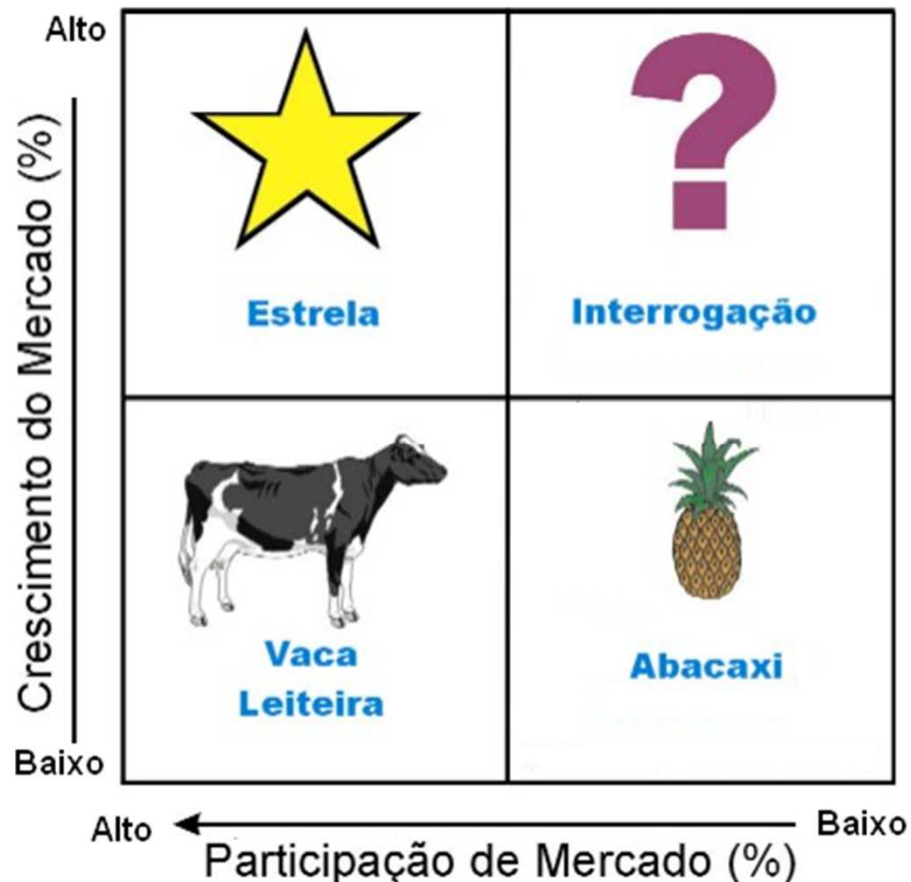 Alto
Crescimento do Mercado (%)
Estrela
Interrogação
Vaca
Leiteira
Abacaxi
Baixo
Alto
Baixo
Participação de Mercado (%)